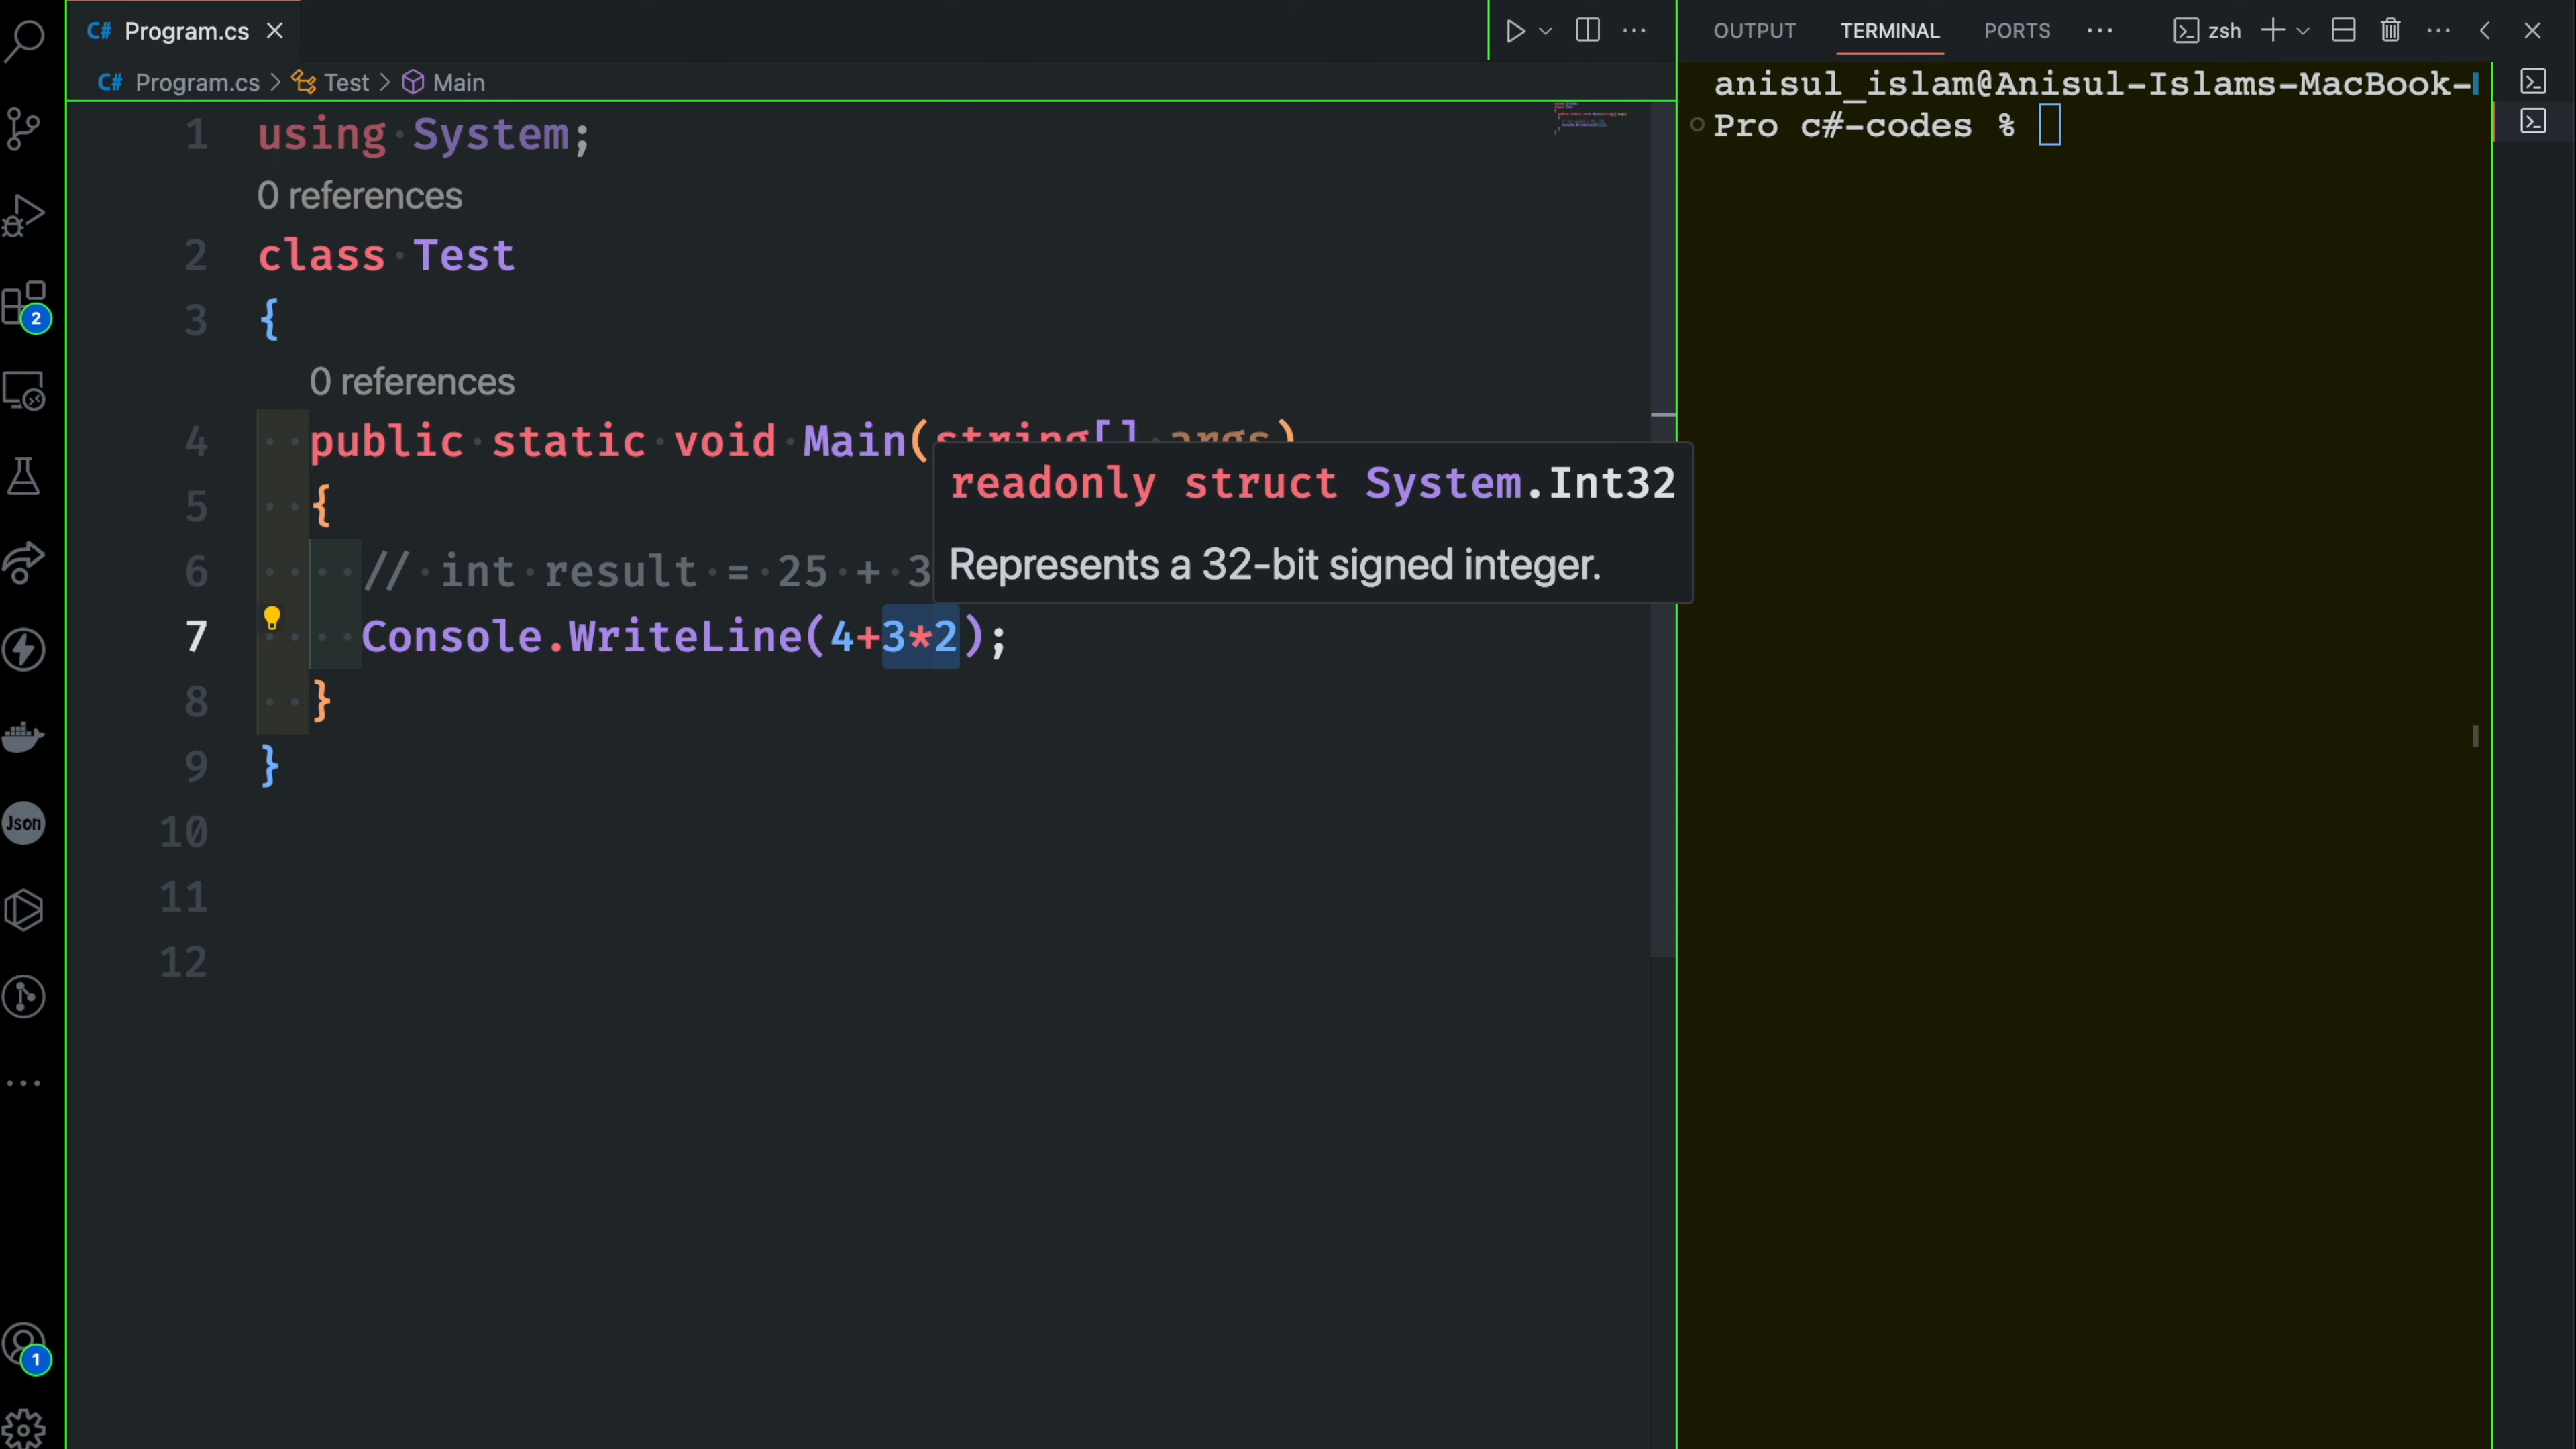 C# Program.cs
C# Program.cs > Test > Main
1 using System;
0 references
2 class Test
3 {
0 references
4 public static void Main(string[] args)
5 {
6 // int result = 25 + 3
7 Console.WriteLine(4+3*2);
8 }
9 }
10
11
12
readonly struct System.Int32
Represents a 32-bit signed integer.
2
Json
1
OUTPUT TERMINAL PORTS zsh
anisul_islam@Anisul-Islams-MacBook-
Pro c#-codes %